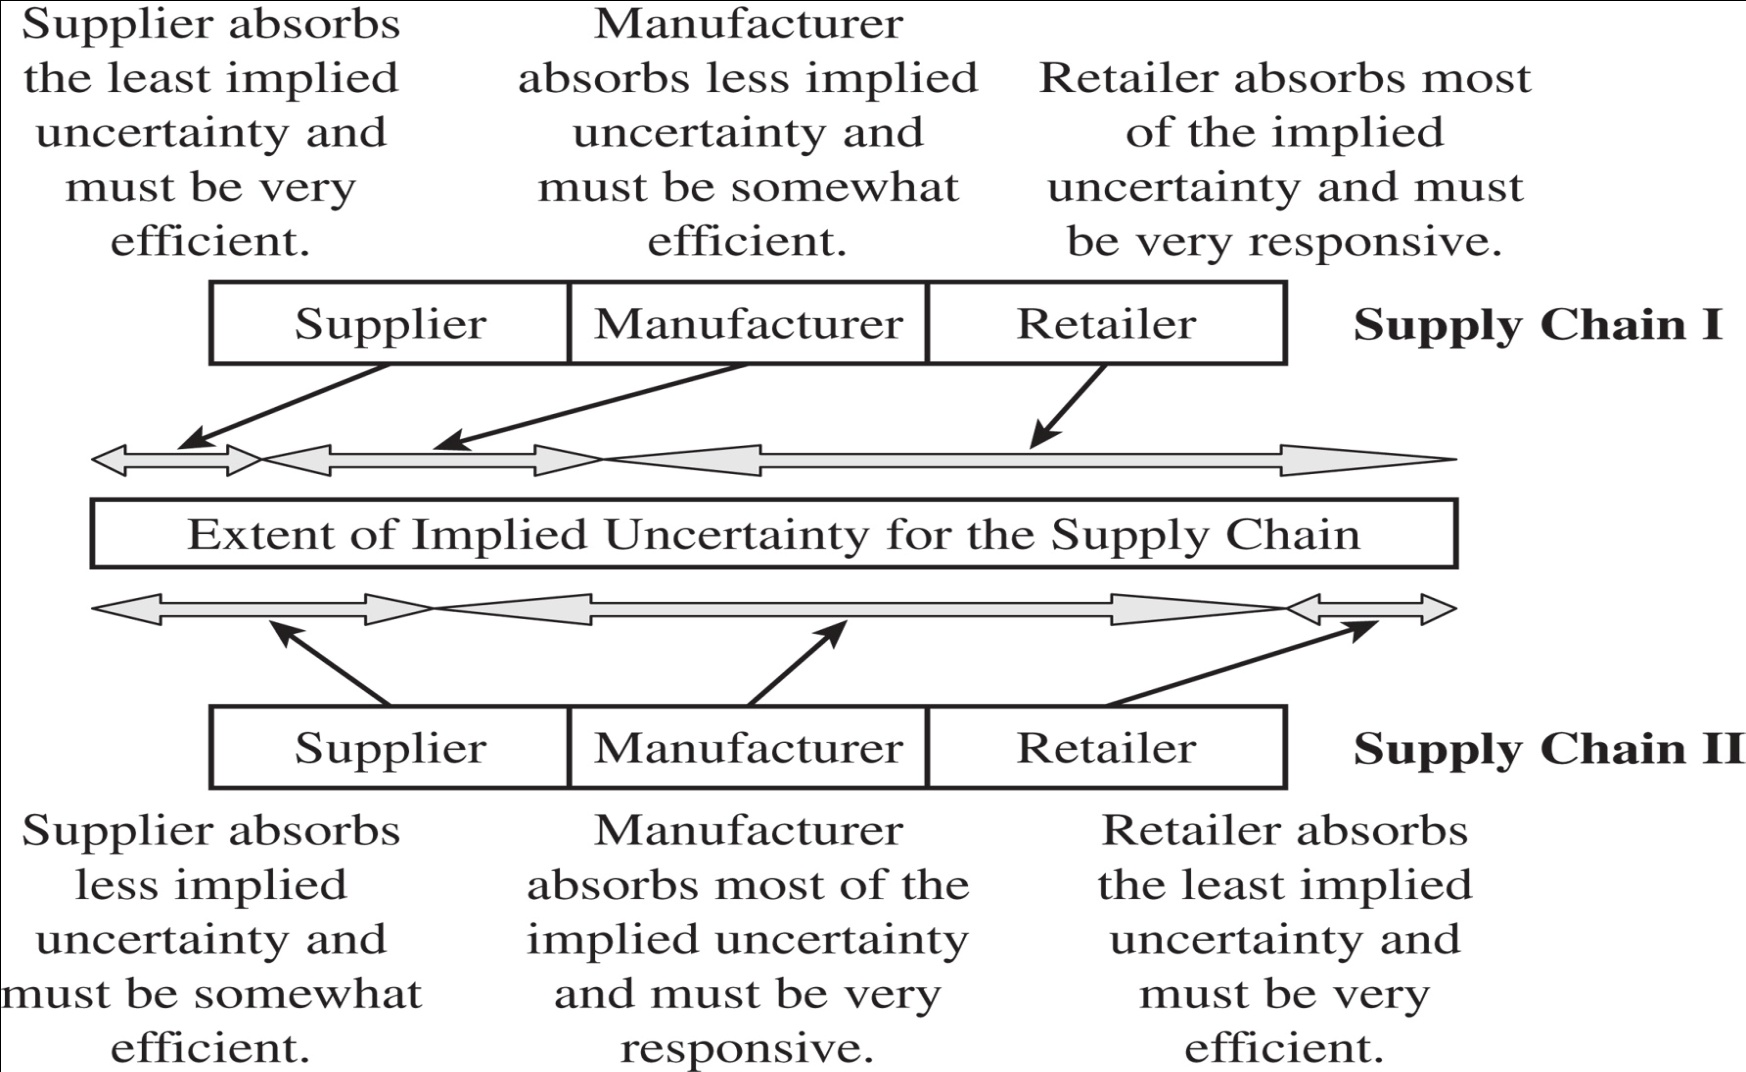 Supplier absorbs
the least implied
uncertainty and
must be very
efficient.
Manufacturer
absorbs less implied
uncertainty and
must be somewhat
efficient.
Retailer absorbs most
of the implied
uncertainty and must
be very responsive.
Supplier
Manufacturer
Retailer
Supply Chain I
Extent of Implied Uncertainty for the Supply Chain
Supplier
Manufacturer
Retailer
Supply Chain II
Supplier absorbs
less implied
uncertainty and
must be somewhat
efficient.
Manufacturer
absorbs most of the
implied uncertainty
and must be very
responsive.
Retailer absorbs
the least implied
uncertainty and
must be very
efficient.